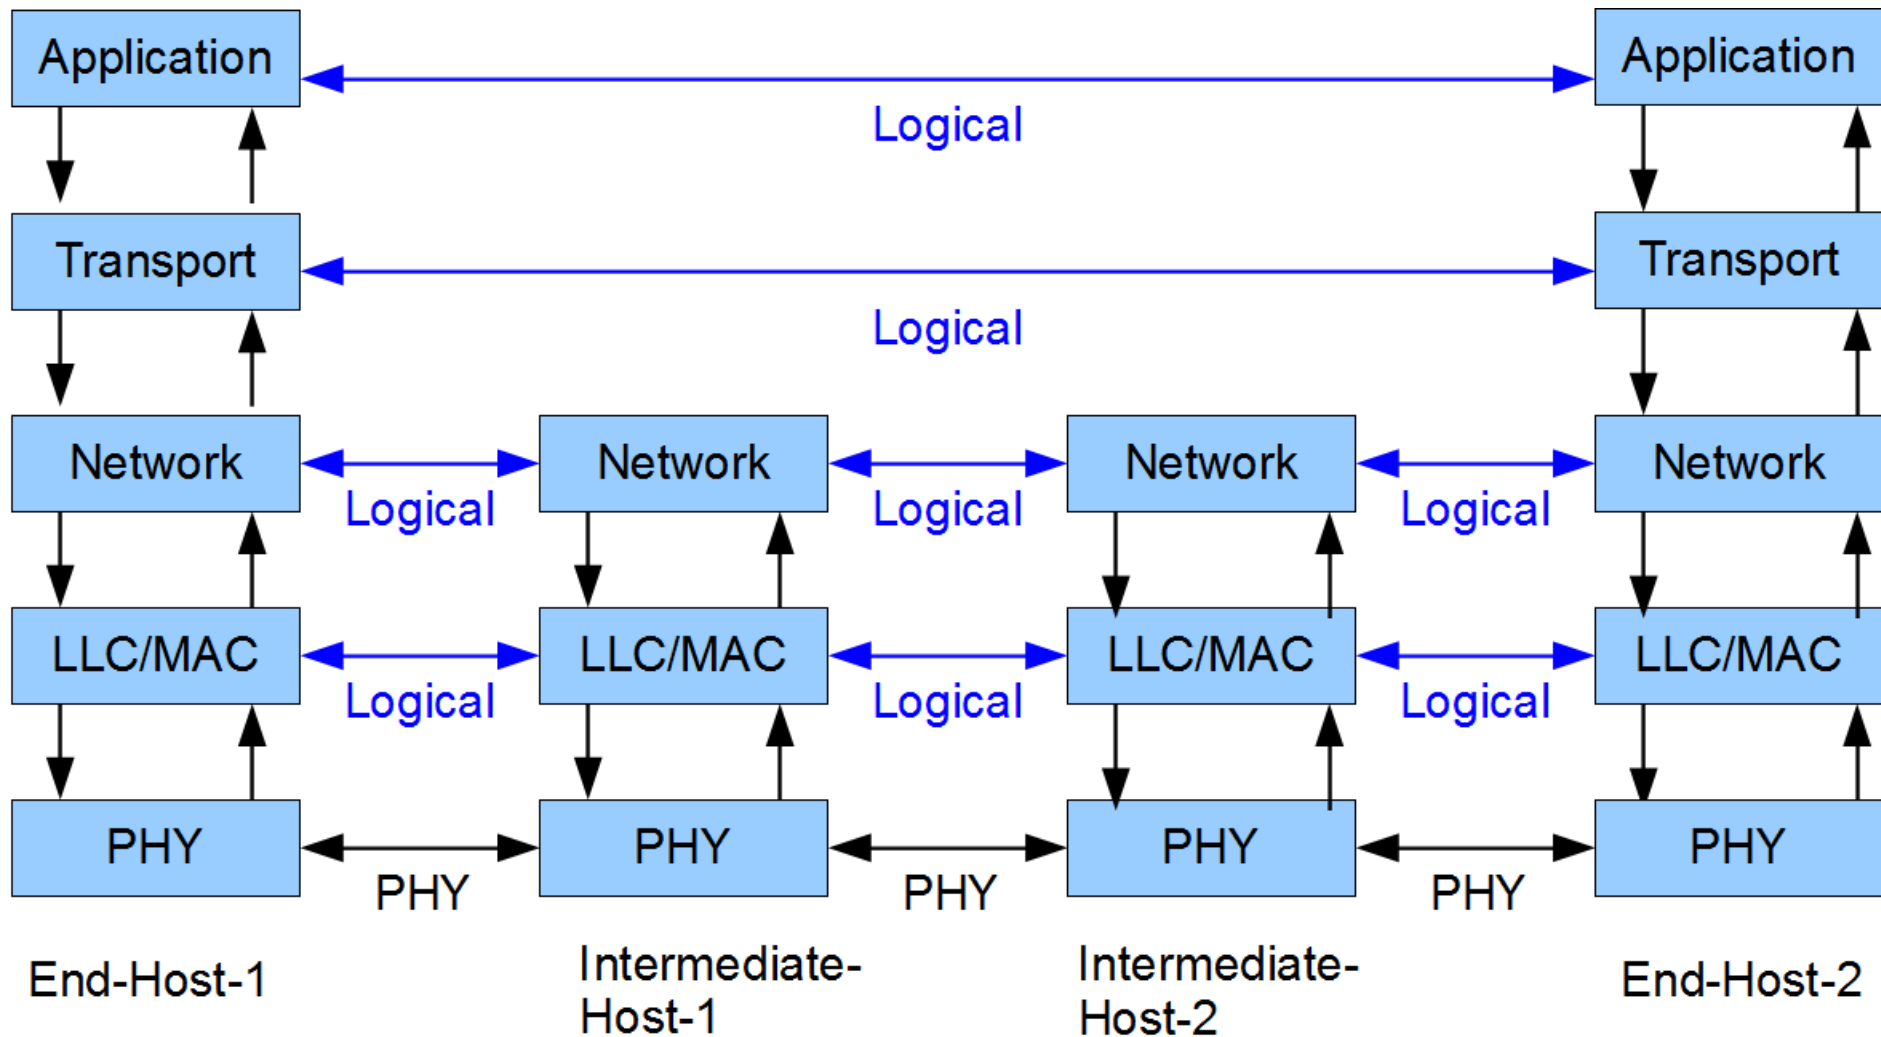 Application
Application
Logical
Transport
Transport
Logical
Network
Network
Network
Network
Logical
Logical
Logical
LLC/MAC
LLC/MAC
LLC/MAC
LLC/MAC
Logical
Logical
Logical
PHY
PHY
PHY
PHY
PHY
PHY
PHY
End-Host-1
Intermediate-
Host-1
Intermediate-
Host-2
End-Host-2